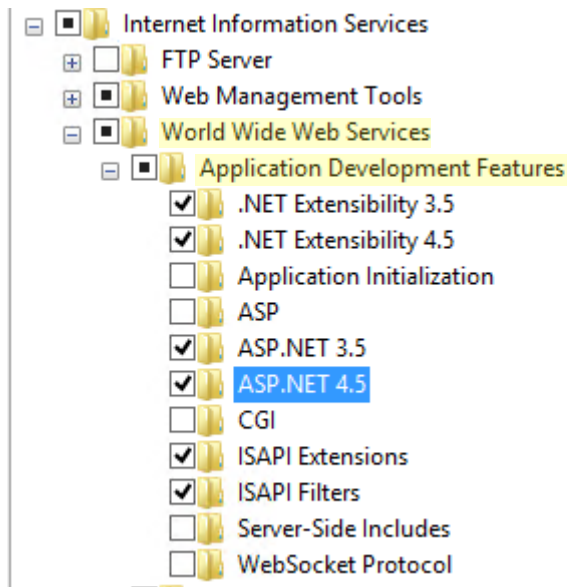 Internet Information Services
FTP Server
Web Management Tools
World Wide Web Services
Application Development Features
.NET Extensibility 3.5
.NET Extensibility 4.5
Application Initialization
ASP
ASP.NET 3.5
ASP.NET 4.5
CGI
ISAPI Extensions
ISAPI Filters
Server-Side Includes
WebSocket Protocol